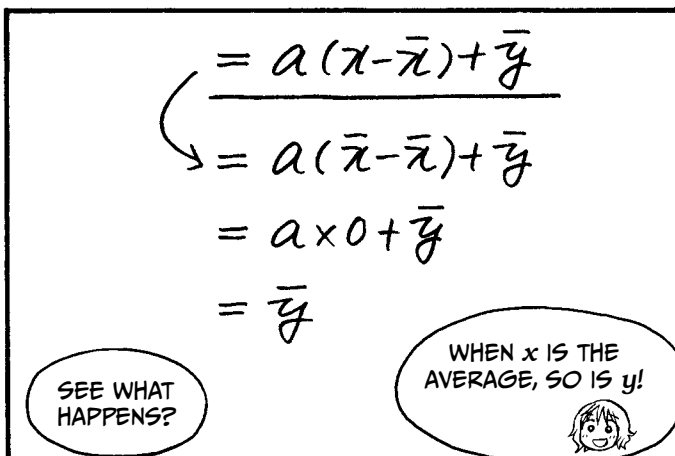 = a(x-x̄)+ȳ
= a(x̄-x̄)+ȳ
= a×0+ȳ
= ȳ
SEE WHAT
HAPPENS?
WHEN x IS THE
AVERAGE, SO IS y!